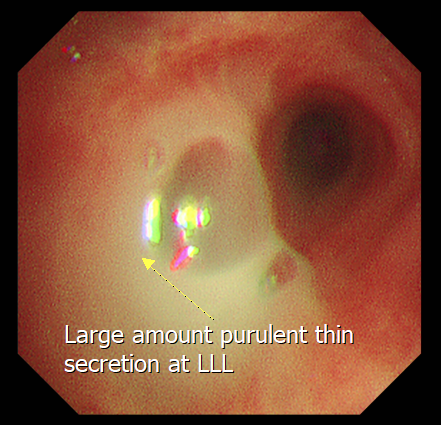 Large amount purulent thin
secretion at LLL